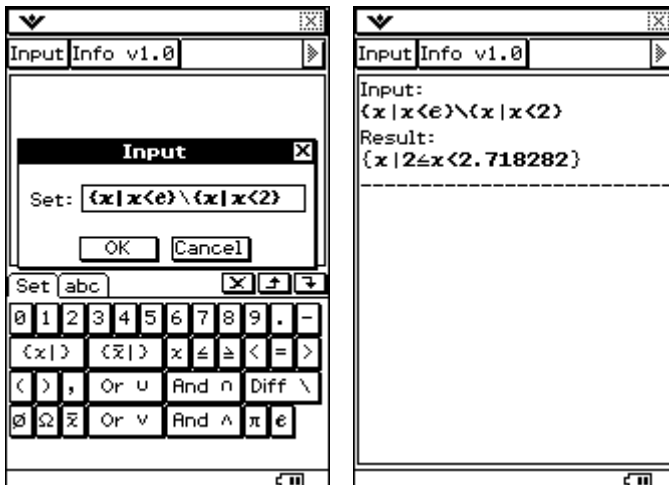 Input Info v1.0
Input
Set: {x|x<e}\{x|x<2}
OK Cancel
Set abc
0 1 2 3 4 5 6 7 8 9 . -
{x|} {x̅|} x ≤ ≥ < = >
( ) , Or ∪ And ∩ Diff \
Ø Ω x̅ Or ∨ And ∧ π e
Input Info v1.0
Input:
{x|x<e}\{x|x<2}
Result:
{x|2≤x<2.718282}